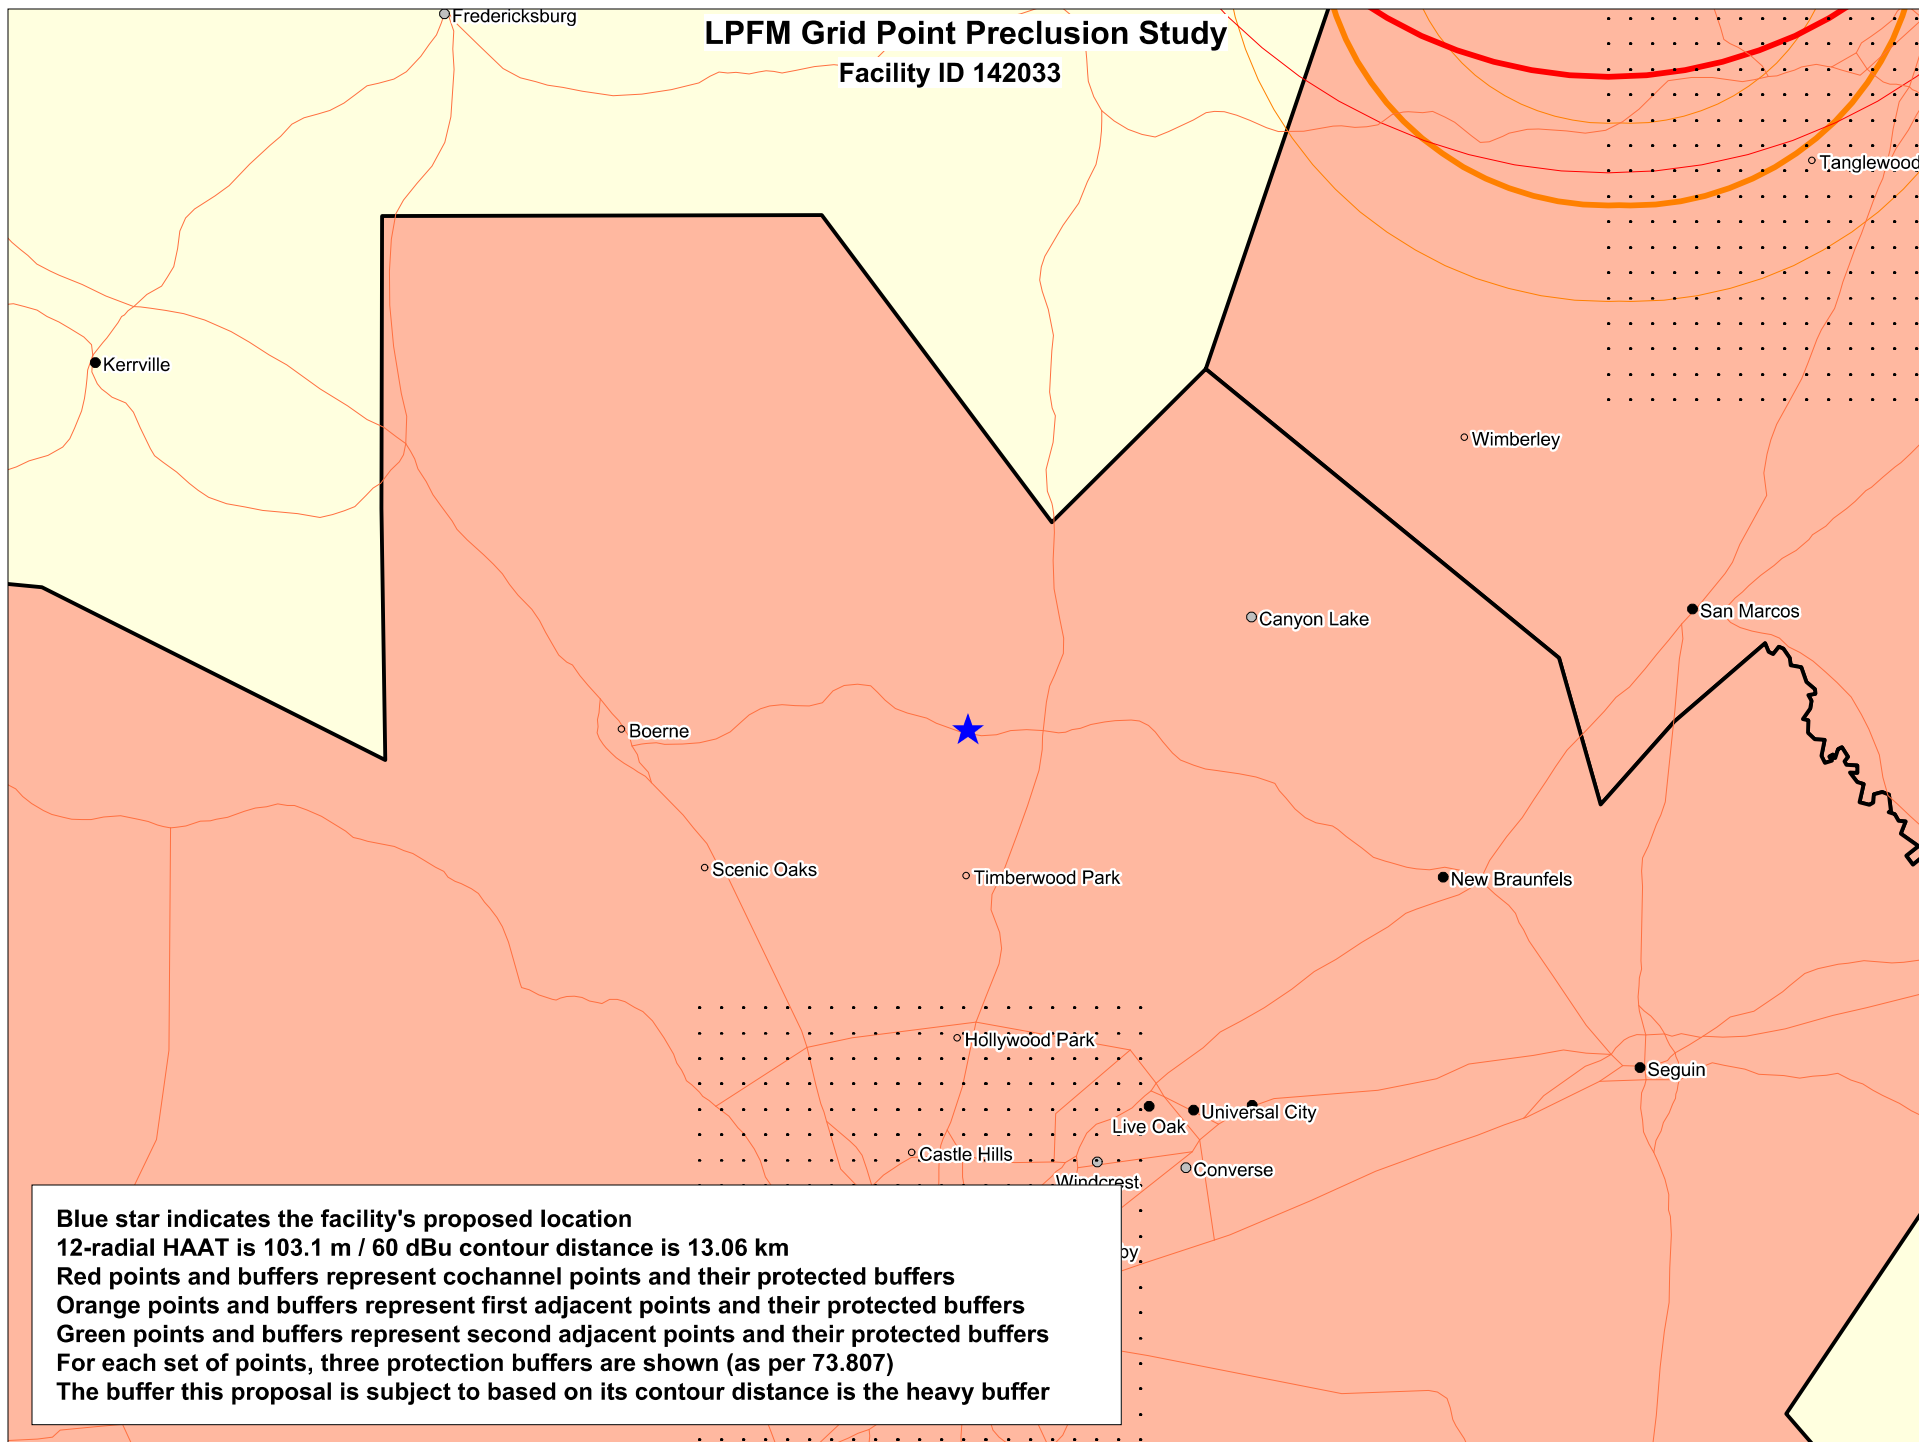 Fredericksburg
LPFM Grid Point Preclusion Study
Facility ID 142033
Tanglewood
Kerrville
Wimberley
Canyon Lake
San Marcos
Boerne
Scenic Oaks
Timberwood Park
New Braunfels
Hollywood Park
Seguin
Universal City
Live Oak
Castle Hills
Converse
Windcrest
Blue star indicates the facility's proposed location
12-radial HAAT is 103.1 m / 60 dBu contour distance is 13.06 km
Red points and buffers represent cochannel points and their protected buffers
Orange points and buffers represent first adjacent points and their protected buffers
Green points and buffers represent second adjacent points and their protected buffers
For each set of points, three protection buffers are shown (as per 73.807)
The buffer this proposal is subject to based on its contour distance is the heavy buffer